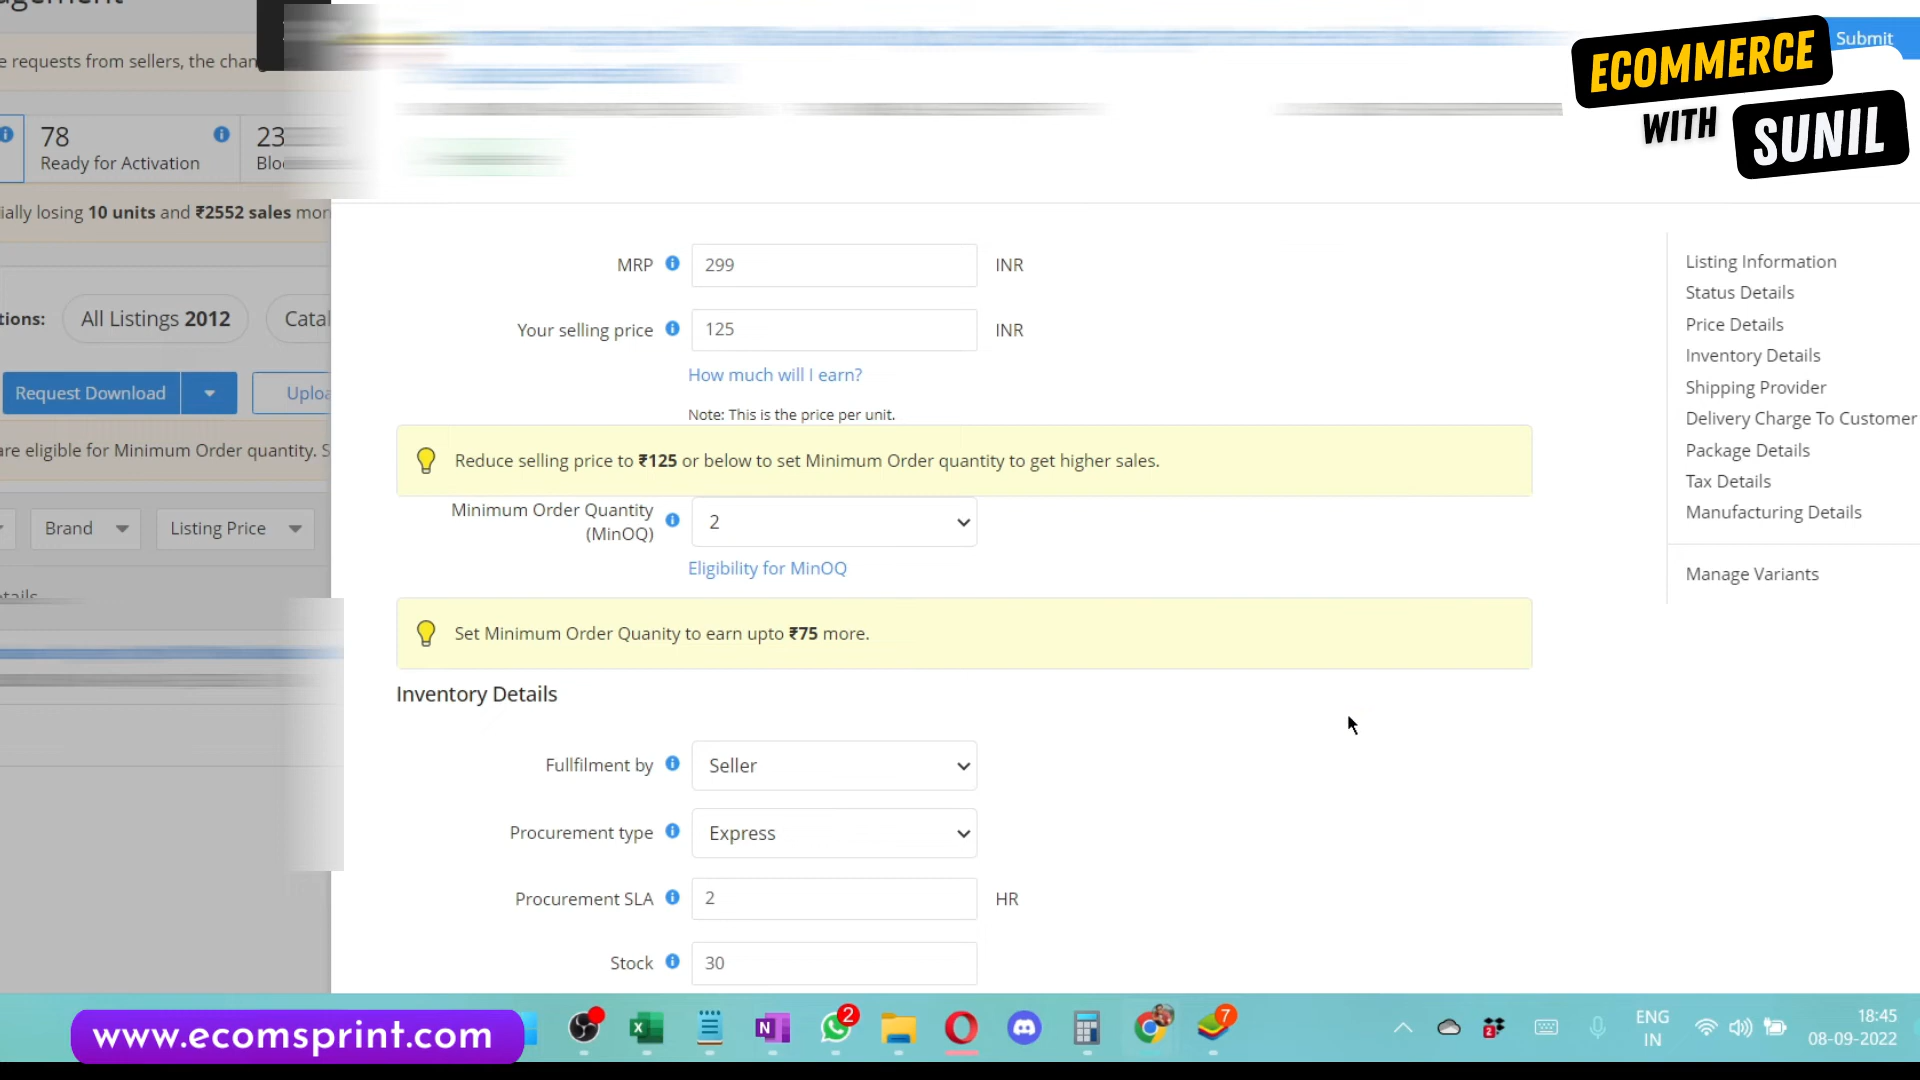 e requests from sellers, the chan
78
Ready for Activation
23
Blo
ially losing 10 units and ₹2552 sales mor
tions:
All Listings 2012
Catal
Request Download
Uploa
are eligible for Minimum Order quantity. S
Brand
Listing Price
Submit
ECOMMERCE
WITH SUNIL
MRP
299
INR
Your selling price
125
INR
How much will I earn?
Note: This is the price per unit.
Reduce selling price to ₹125 or below to set Minimum Order quantity to get higher sales.
Minimum Order Quantity
(MinOQ)
2
Eligibility for MinOQ
Set Minimum Order Quanity to earn upto ₹75 more.
Inventory Details
Fullfilment by
Seller
Procurement type
Express
Procurement SLA
2
HR
Stock
30
Listing Information
Status Details
Price Details
Inventory Details
Shipping Provider
Delivery Charge To Customer
Package Details
Tax Details
Manufacturing Details
Manage Variants
www.ecomsprint.com
2
7
2
ENG
IN
18:45
08-09-2022